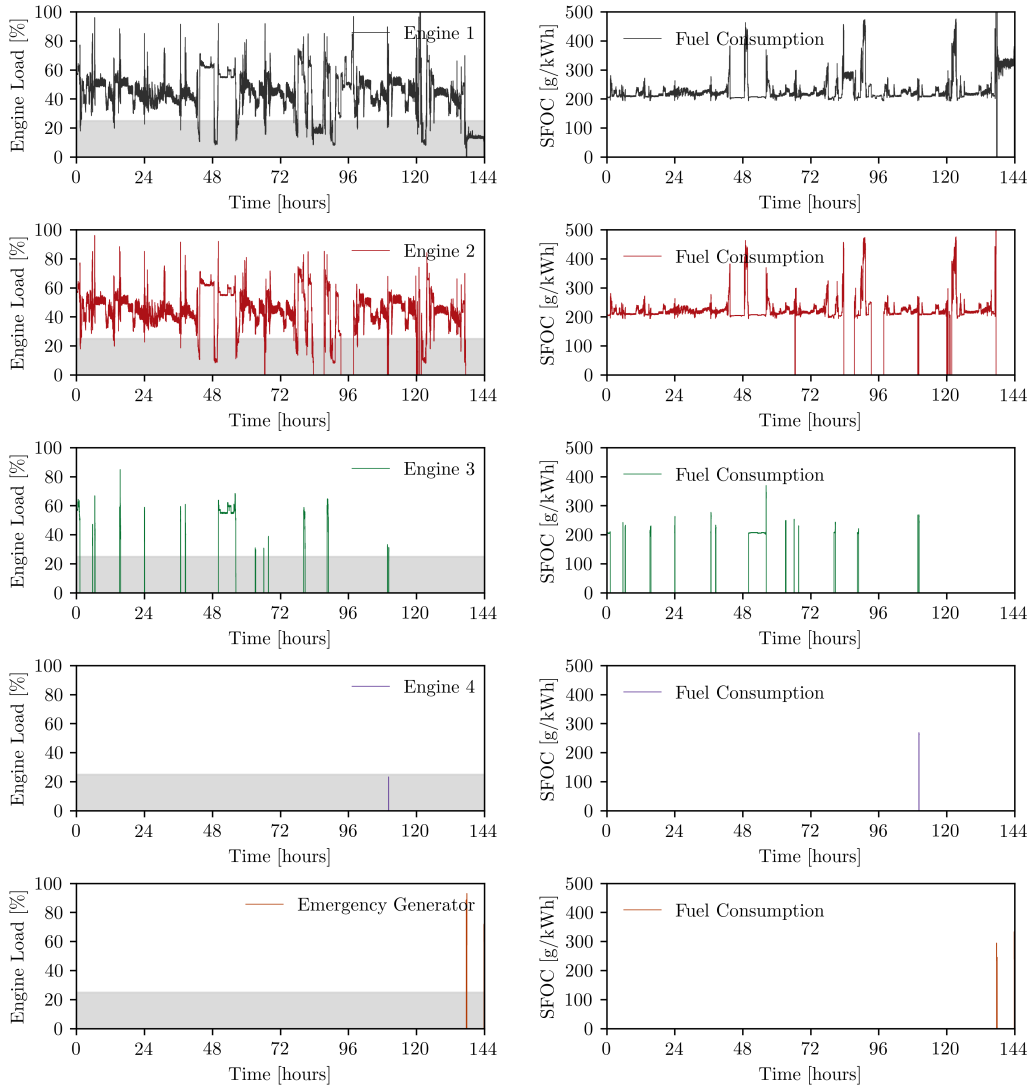 Engine Load [%]
100
80
60
40
20
0
Engine 1
0 24 48 72 96 120 144
Time [hours]
SFOC [g/kWh]
500
400
300
200
100
0
Fuel Consumption
0 24 48 72 96 120 144
Time [hours]
Engine Load [%]
100
80
60
40
20
0
Engine 2
0 24 48 72 96 120 144
Time [hours]
SFOC [g/kWh]
500
400
300
200
100
0
Fuel Consumption
0 24 48 72 96 120 144
Time [hours]
Engine Load [%]
100
80
60
40
20
0
Engine 3
0 24 48 72 96 120 144
Time [hours]
SFOC [g/kWh]
500
400
300
200
100
0
Fuel Consumption
0 24 48 72 96 120 144
Time [hours]
Engine Load [%]
100
80
60
40
20
0
Engine 4
0 24 48 72 96 120 144
Time [hours]
SFOC [g/kWh]
500
400
300
200
100
0
Fuel Consumption
0 24 48 72 96 120 144
Time [hours]
Engine Load [%]
100
80
60
40
20
0
Emergency Generator
0 24 48 72 96 120 144
Time [hours]
SFOC [g/kWh]
500
400
300
200
100
0
Fuel Consumption
0 24 48 72 96 120 144
Time [hours]